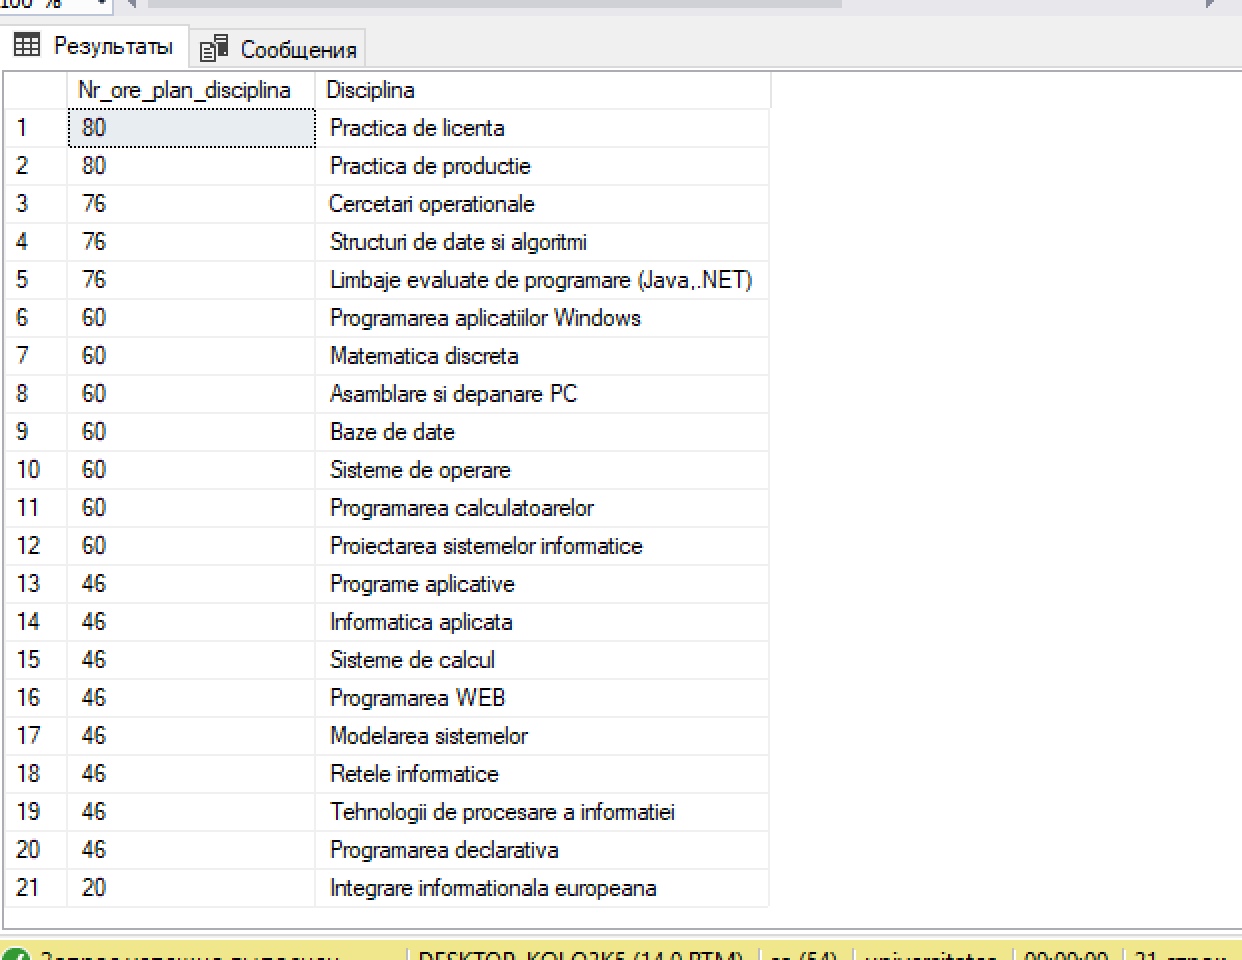 100 %
Результаты Сообщения
Nr_ore_plan_disciplina Disciplina
1 80 Practica de licenta
2 80 Practica de productie
3 76 Cercetari operationale
4 76 Structuri de date si algoritmi
5 76 Limbaje evaluate de programare (Java,.NET)
6 60 Programarea aplicatiilor Windows
7 60 Matematica discreta
8 60 Asamblare si depanare PC
9 60 Baze de date
10 60 Sisteme de operare
11 60 Programarea calculatoarelor
12 60 Proiectarea sistemelor informatice
13 46 Programe aplicative
14 46 Informatica aplicata
15 46 Sisteme de calcul
16 46 Programarea WEB
17 46 Modelarea sistemelor
18 46 Retele informatice
19 46 Tehnologii de procesare a informatiei
20 46 Programarea declarativa
21 20 Integrare informationala europeana
Запрос успешно выполнен (14.0 RTM) sa (54) universitatea 00:00:00 21 строк